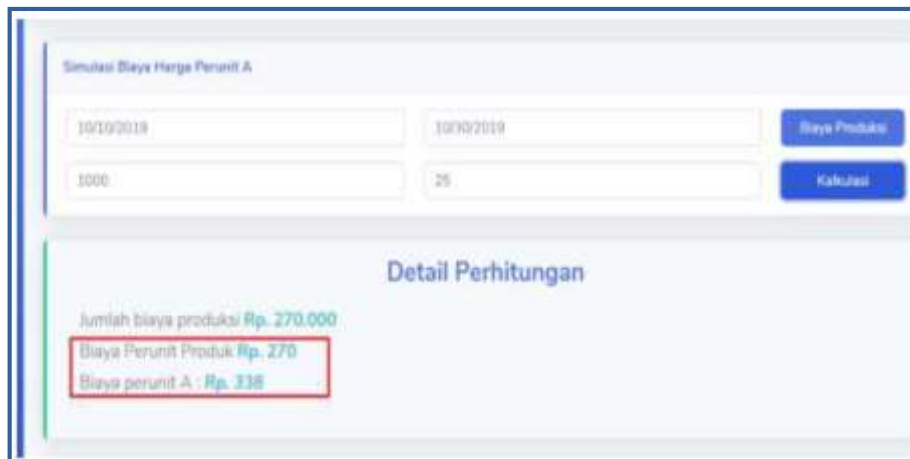 Simulasi Biaya Harga Perunit A
10/10/2019 10/30/2019 Biaya Produksi
1000 25 Kalkulasi
Detail Perhitungan
Jumlah biaya produksi Rp. 270.000
Biaya Perunit Produk Rp. 270
Biaya perunit A : Rp. 338